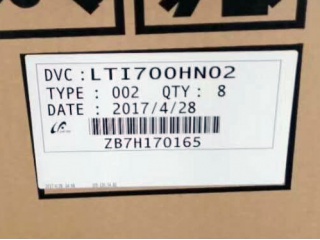 DVC : LTI700HN02
TYPE : 002 QTY : 8
DATE : 2017/4/28
ZB7H170165